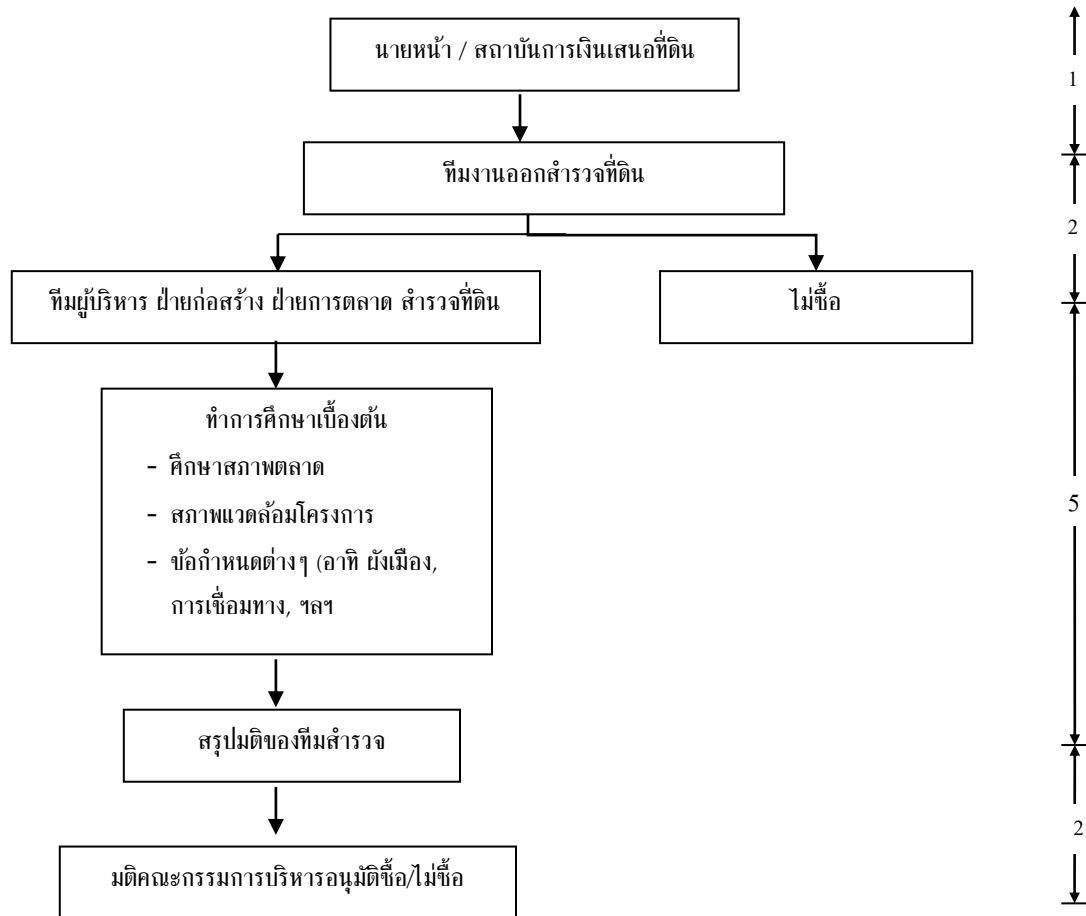 นายหน้า / สถาบันการเงินเสนอที่ดิน
1
ทีมงานออกสำรวจที่ดิน
2
ทีมผู้บริหาร ฝ่ายก่อสร้าง ฝ่ายการตลาด สำรวจที่ดิน
ไม่ซื้อ
ทำการศึกษาเบื้องต้น
- ศึกษาสภาพตลาด
- สภาพแวดล้อมโครงการ
- ข้อกำหนดต่างๆ (อาทิ ผังเมือง,
การเชื่อมทาง, ฯลฯ
5
สรุปมติของทีมสำรวจ
2
มติคณะกรรมการบริหารอนุมัติซื้อ/ไม่ซื้อ